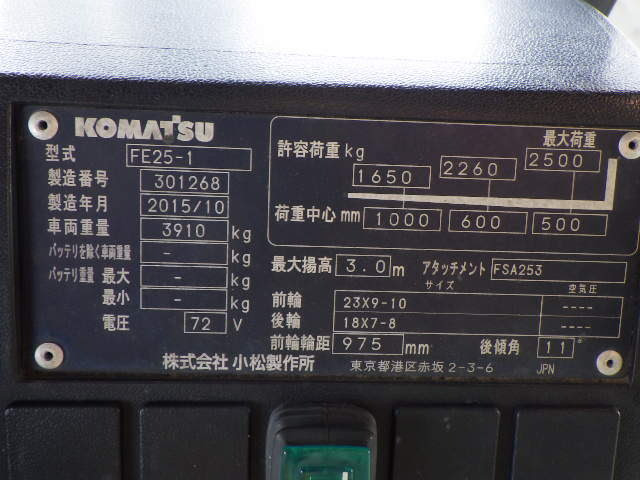 KOMATSU
型式 FE25-1
製造番号 301268
製造年月 2015/10
車両重量 3910 kg
バッテリを除く車両重量 - kg
バッテリ重量 最大 - kg
最小 - kg
電圧 72 V
最大荷重
許容荷重 kg 1650 2260 2500
荷重中心 mm 1000 600 500
最大揚高 3.0 m アタッチメント FSA253
サイズ 空気圧
前輪 23X9-10 ----
後輪 18X7-8 ----
前輪輪距 975 mm 後傾角 11°
株式会社 小松製作所 東京都港区赤坂2-3-6 JPN